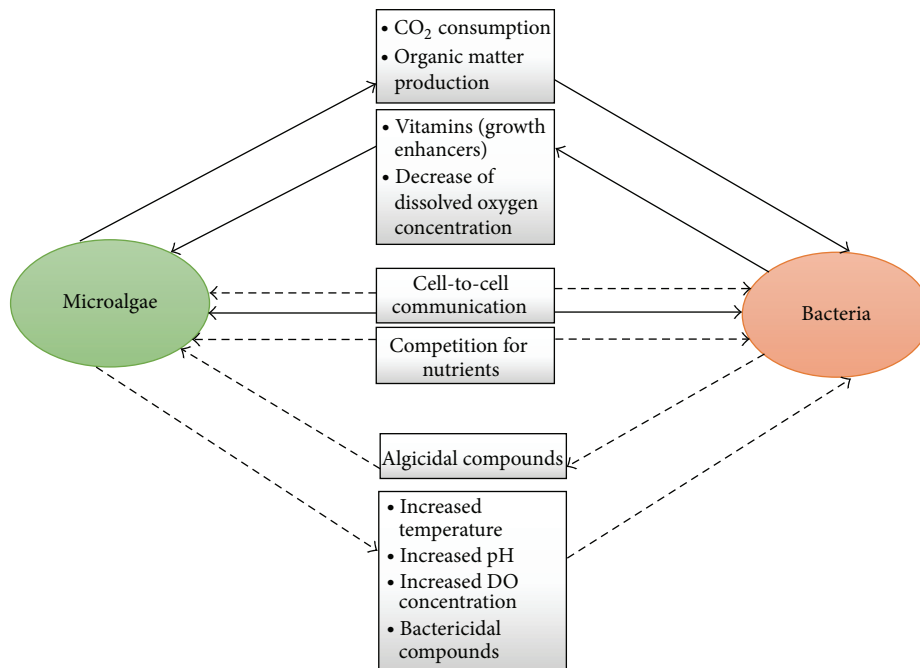 • CO₂ consumption
• Organic matter
production
• Vitamins (growth
enhancers)
• Decrease of
dissolved oxygen
concentration
Microalgae
Cell-to-cell
communication
Bacteria
Competition for
nutrients
Algicidal compounds
• Increased
temperature
• Increased pH
• Increased DO
concentration
• Bactericidal
compounds